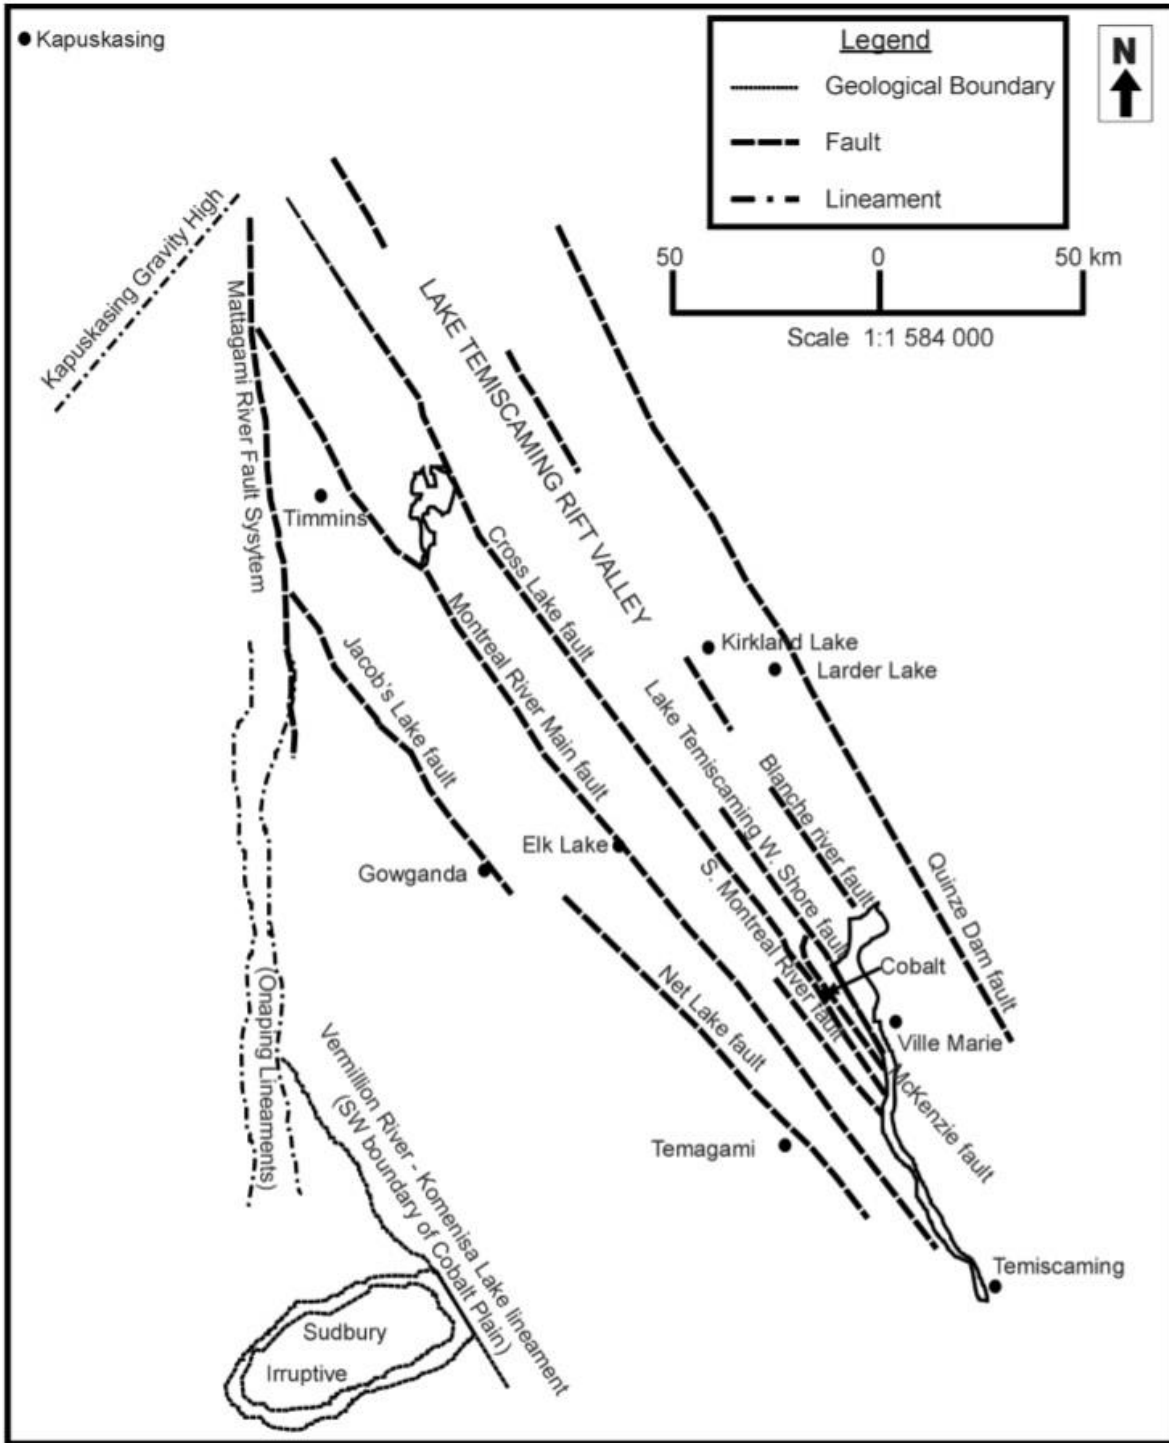 Kapuskasing
Legend
Geological Boundary
Fault
Lineament
N
50 0 50 km
Scale 1:1 584 000
Kapuskasing Gravity High
Mattagami River Fault Sysytem
LAKE TEMISCAMING RIFT VALLEY
Timmins
Cross Lake fault
Montreal River Main fault
Jacob's Lake fault
Kirkland Lake
Larder Lake
Lake Temiscaming W. Shore fault
Blanche river fault
Quinze Dam fault
Elk Lake
Gowganda
S. Montreal River fault
Net Lake fault
Cobalt
Ville Marie
McKenzie fault
(Onaping Lineaments)
Vermillion River - Komenisa Lake lineament
(SW boundary of Cobalt Plain)
Temagami
Temiscaming
Sudbury
Irruptive